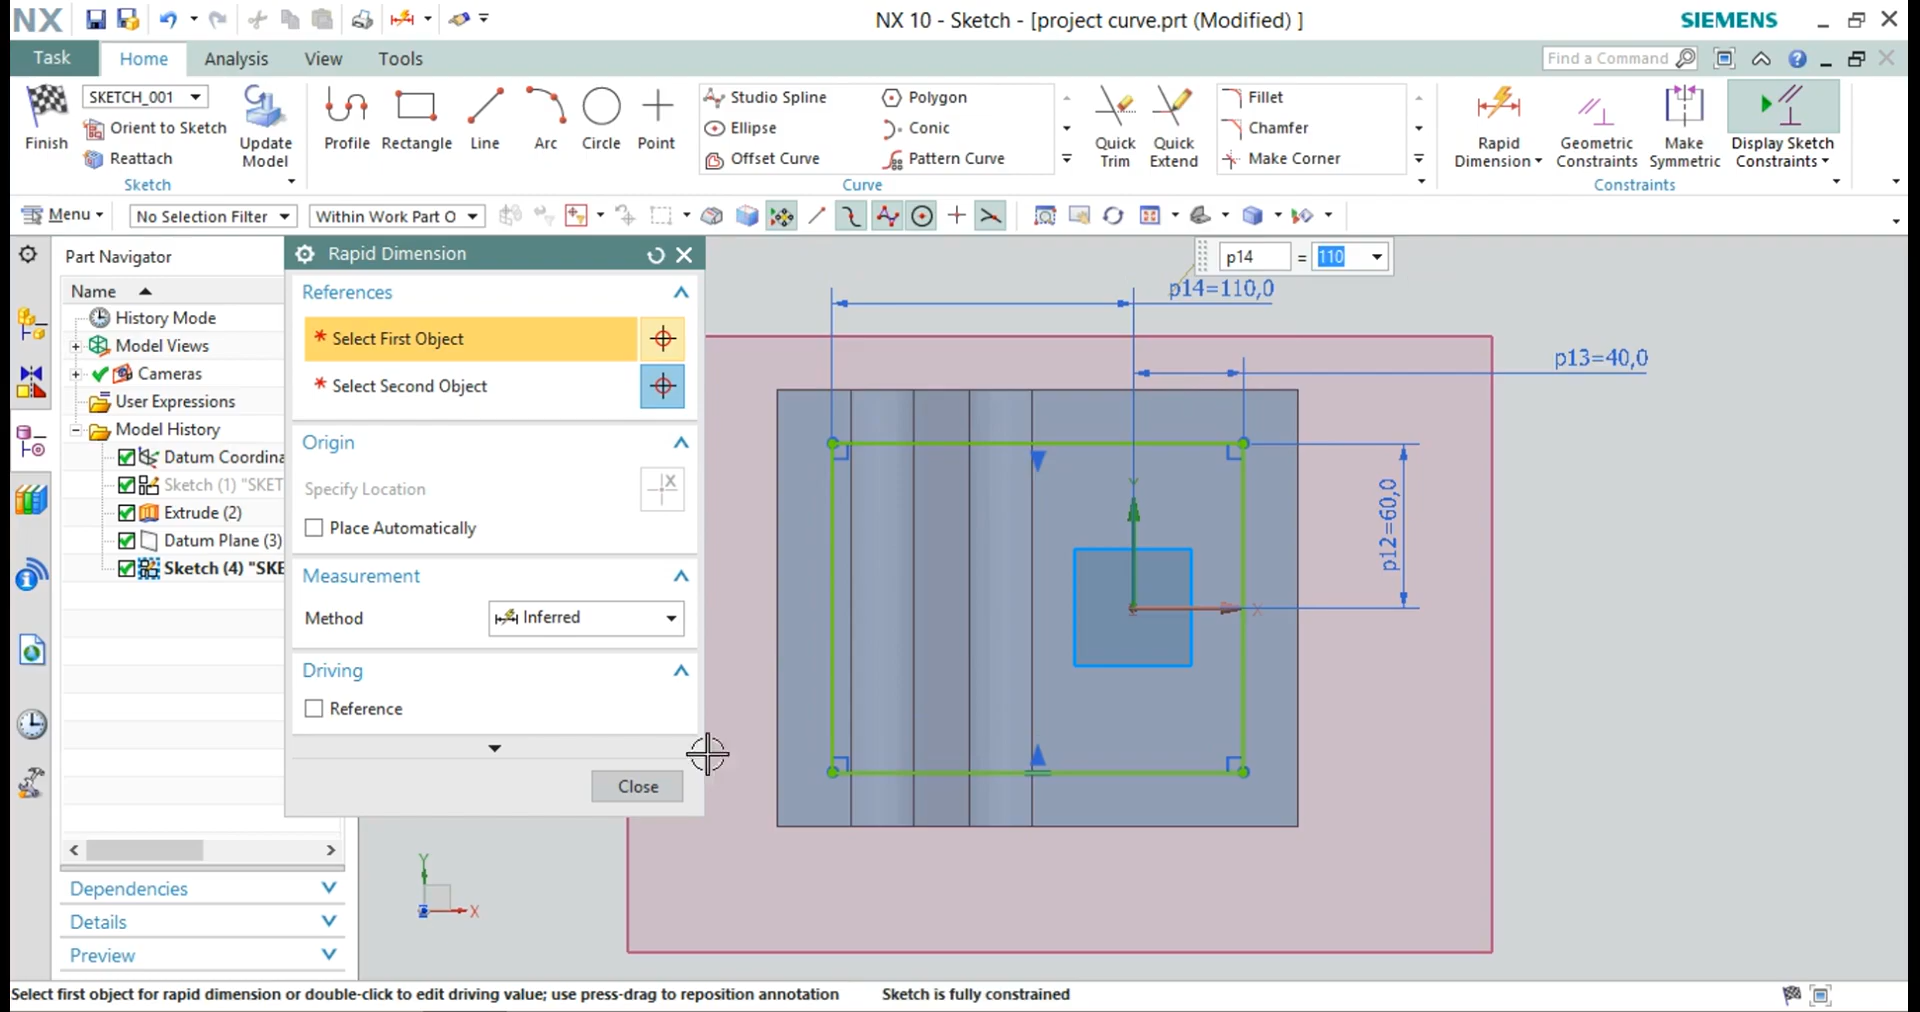 NX
NX 10 - Sketch - [project curve.prt (Modified) ]
SIEMENS
Task
Home
Analysis
View
Tools
Find a Command
Finish
SKETCH_001
Orient to Sketch
Reattach
Update
Model
Sketch
Profile
Rectangle
Line
Arc
Circle
Point
Studio Spline
Ellipse
Offset Curve
Polygon
Conic
Pattern Curve
Quick
Trim
Quick
Extend
Fillet
Chamfer
Make Corner
Curve
Rapid
Dimension
Geometric
Constraints
Make
Symmetric
Display Sketch
Constraints
Constraints
Menu
No Selection Filter
Within Work Part O
Part Navigator
Name
History Mode
Model Views
Cameras
User Expressions
Model History
Datum Coordina
Sketch (1) "SKET
Extrude (2)
Datum Plane (3)
Sketch (4) "SKE
Dependencies
Details
Preview
Rapid Dimension
References
* Select First Object
* Select Second Object
Origin
Specify Location
Place Automatically
Measurement
Method
Inferred
Driving
Reference
Close
p14
=
110
p14=110,0
p13=40,0
p12=60,0
Y
X
Y
X
Select first object for rapid dimension or double-click to edit driving value; use press-drag to reposition annotation
Sketch is fully constrained